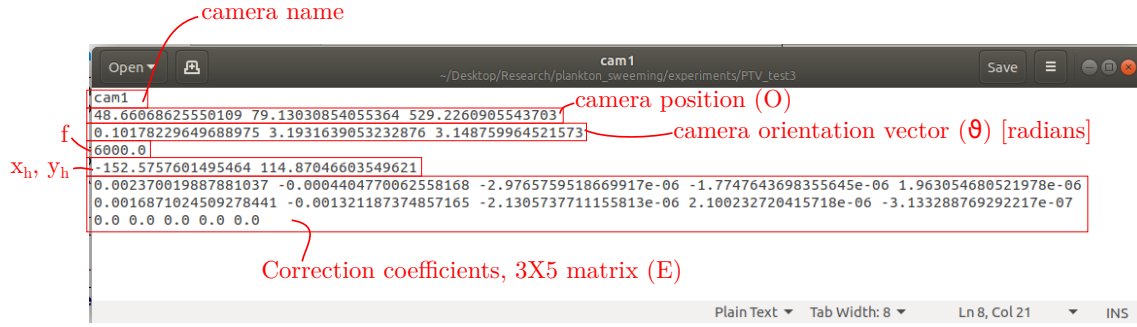 camera name
Open
cam1
~/Desktop/Research/plankton_sweeming/experiments/PTV_test3
Save
cam1
48.66068625550109 79.13030854055364 529.2260905543703
camera position (O)
0.10178229649688975 3.1931639053232876 3.148759964521573
camera orientation vector (ϑ) [radians]
f
6000.0
xh, yh
-152.5757601495464 114.87046603549621
0.002370019887881037 -0.0004404770062558168 -2.9765759518669917e-06 -1.7747643698355645e-06 1.963054680521978e-06
0.0016871024509278441 -0.001321187374857165 -2.1305737711155813e-06 2.100232720415718e-06 -3.133288769292217e-07
0.0 0.0 0.0 0.0 0.0
Correction coefficients, 3X5 matrix (E)
Plain Text Tab Width: 8 Ln 8, Col 21 INS